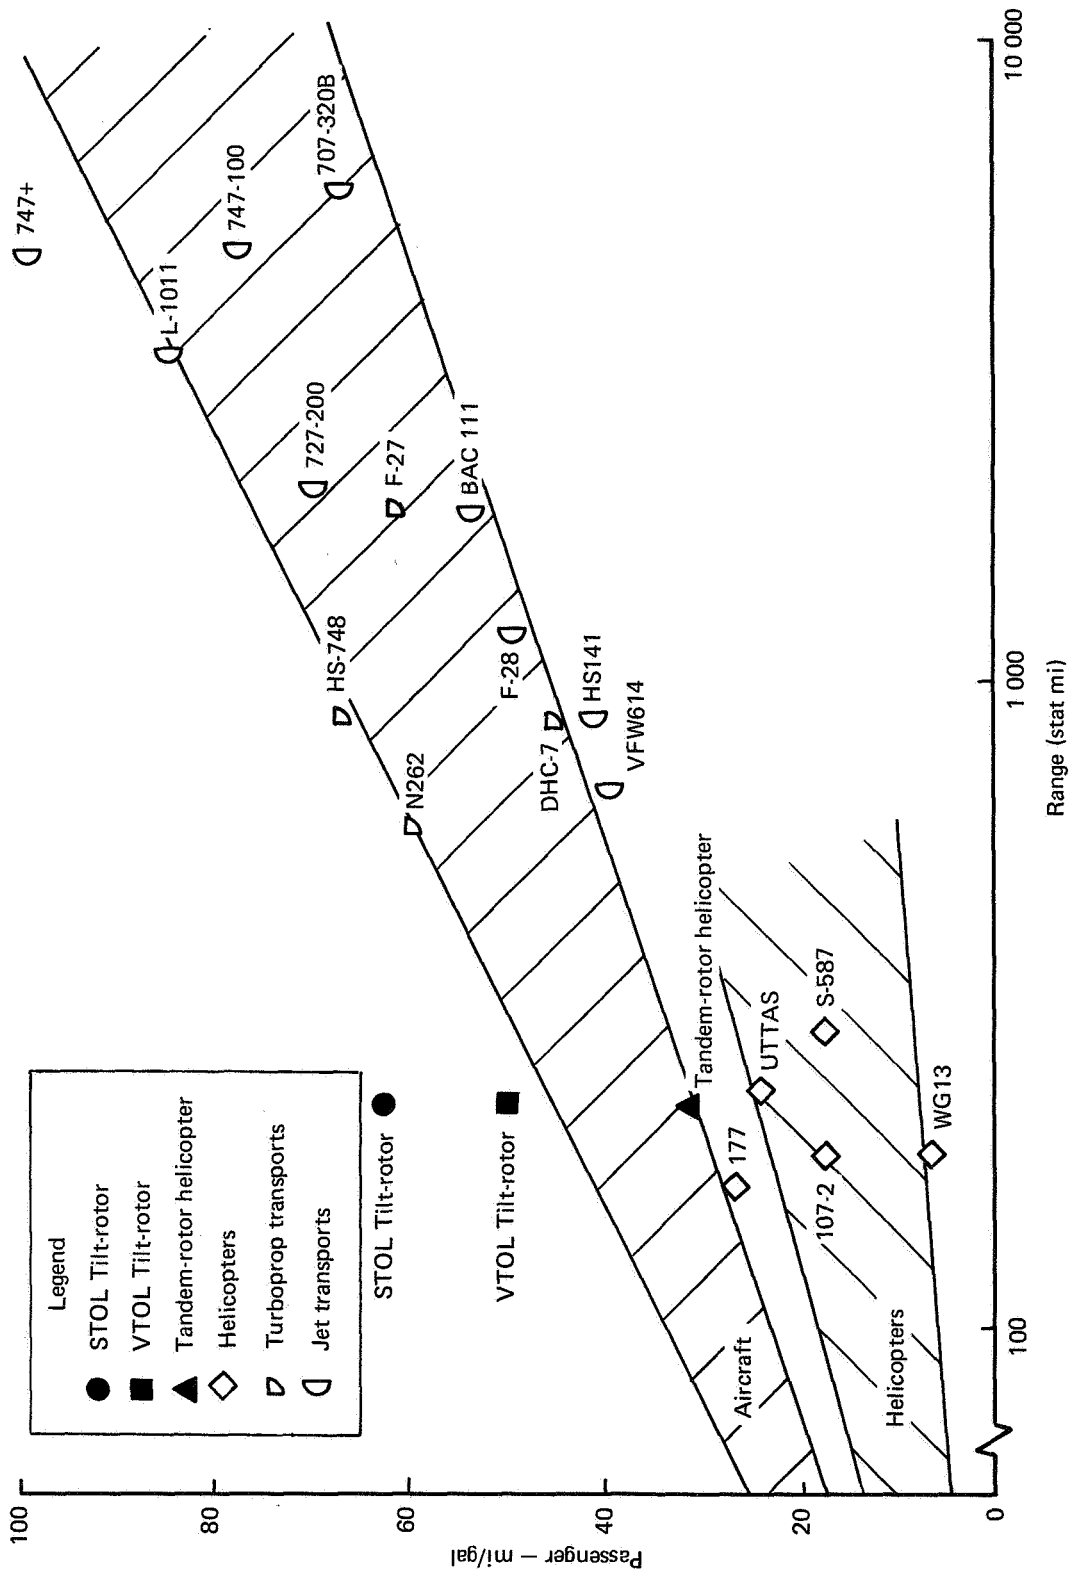 Legend
STOL Tilt-rotor
VTOL Tilt-rotor
Tandem-rotor helicopter
Helicopters
Turboprop transports
Jet transports
Passenger – mi/gal
100
80
60
40
20
0
747+
747-100
707-320B
L-1011
727-200
F-27
BAC 111
HS-748
F-28
HS141
N262
DHC-7
VFW614
STOL Tilt-rotor
VTOL Tilt-rotor
Tandem-rotor helicopter
177
UTTAS
S-587
107-2
WG13
Aircraft
Helicopters
100
1 000
10 000
Range (stat mi)